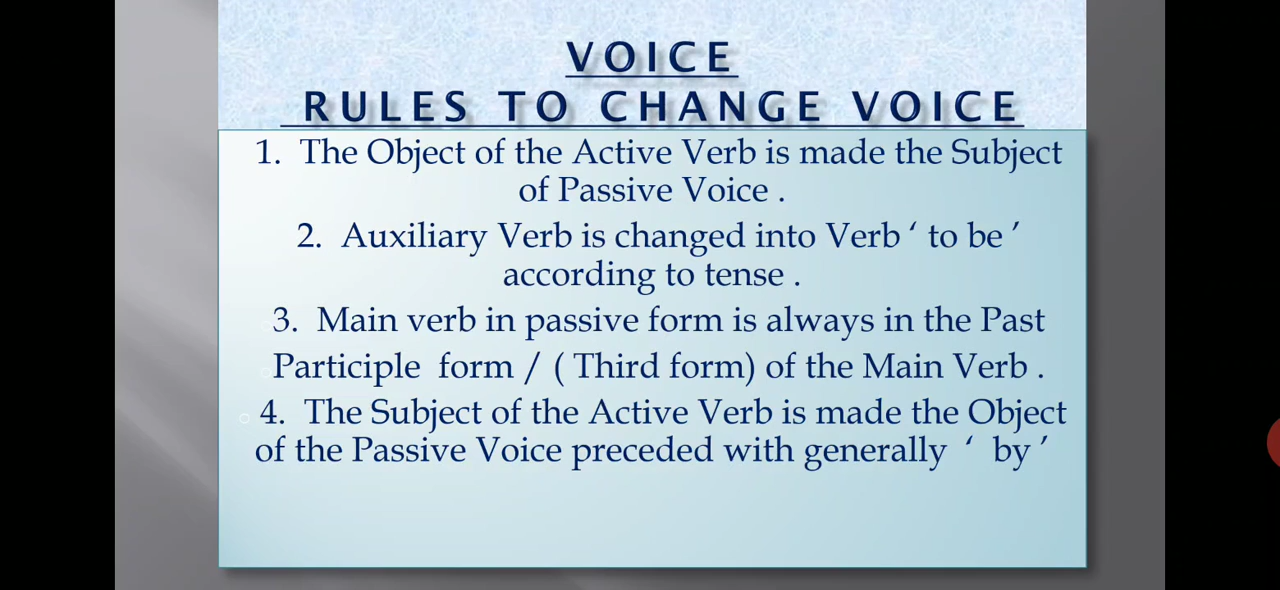 VOICE
RULES TO CHANGE VOICE
1. The Object of the Active Verb is made the Subject
of Passive Voice .
2. Auxiliary Verb is changed into Verb ‘ to be ’
according to tense .
3. Main verb in passive form is always in the Past
Participle form / ( Third form) of the Main Verb .
4. The Subject of the Active Verb is made the Object
of the Passive Voice preceded with generally ‘ by ’